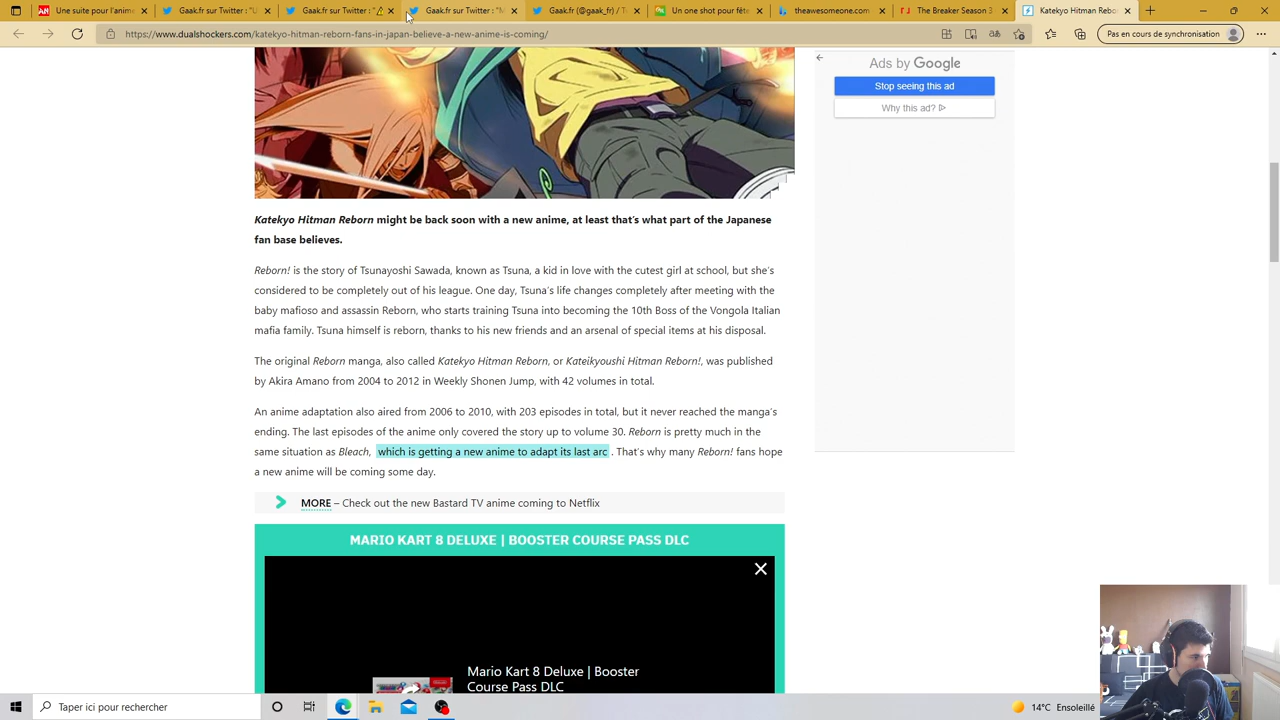 Une suite pour l'anime
Gaak.fr sur Twitter : "L
Gaak.fr sur Twitter : "
Gaak.fr sur Twitter : "M
Gaak.fr (@gaak_fr) / T
Un one shot pour fête
theawesomeone.com
The Breaker Season 3
Katekyo Hitman Rebo
https://www.dualshockers.com/katekyo-hitman-reborn-fans-in-japan-believe-a-new-anime-is-coming/
Pas en cours de synchronisation
Ads by Google
Stop seeing this ad
Why this ad?
Katekyo Hitman Reborn might be back soon with a new anime, at least that's what part of the Japanese
fan base believes.
Reborn! is the story of Tsunayoshi Sawada, known as Tsuna, a kid in love with the cutest girl at school, but she's
considered to be completely out of his league. One day, Tsuna's life changes completely after meeting with the
baby mafioso and assassin Reborn, who starts training Tsuna into becoming the 10th Boss of the Vongola Italian
mafia family. Tsuna himself is reborn, thanks to his new friends and an arsenal of special items at his disposal.
The original Reborn manga, also called Katekyo Hitman Reborn, or Kateikyoushi Hitman Reborn!, was published
by Akira Amano from 2004 to 2012 in Weekly Shonen Jump, with 42 volumes in total.
An anime adaptation also aired from 2006 to 2010, with 203 episodes in total, but it never reached the manga's
ending. The last episodes of the anime only covered the story up to volume 30. Reborn is pretty much in the
same situation as Bleach, which is getting a new anime to adapt its last arc . That's why many Reborn! fans hope
a new anime will be coming some day.
MORE – Check out the new Bastard TV anime coming to Netflix
MARIO KART 8 DELUXE | BOOSTER COURSE PASS DLC
Mario Kart 8 Deluxe | Booster
Course Pass DLC
Taper ici pour rechercher
14°C Ensoleillé